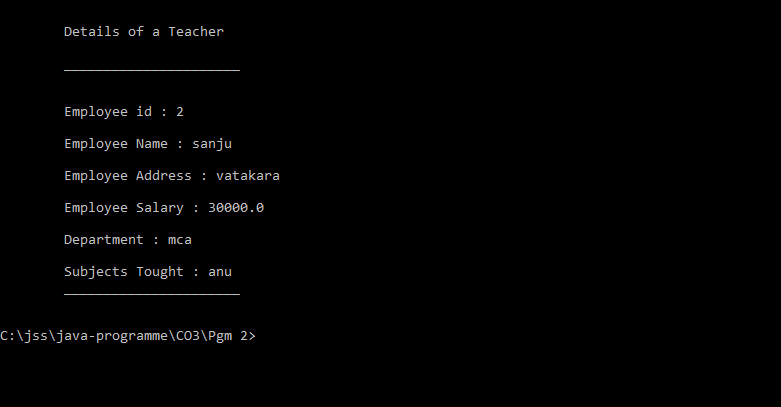 Details of a Teacher
______________________
Employee id : 2
Employee Name : sanju
Employee Address : vatakara
Employee Salary : 30000.0
Department : mca
Subjects Tought : anu
______________________
C:\jss\java-programme\CO3\Pgm 2>